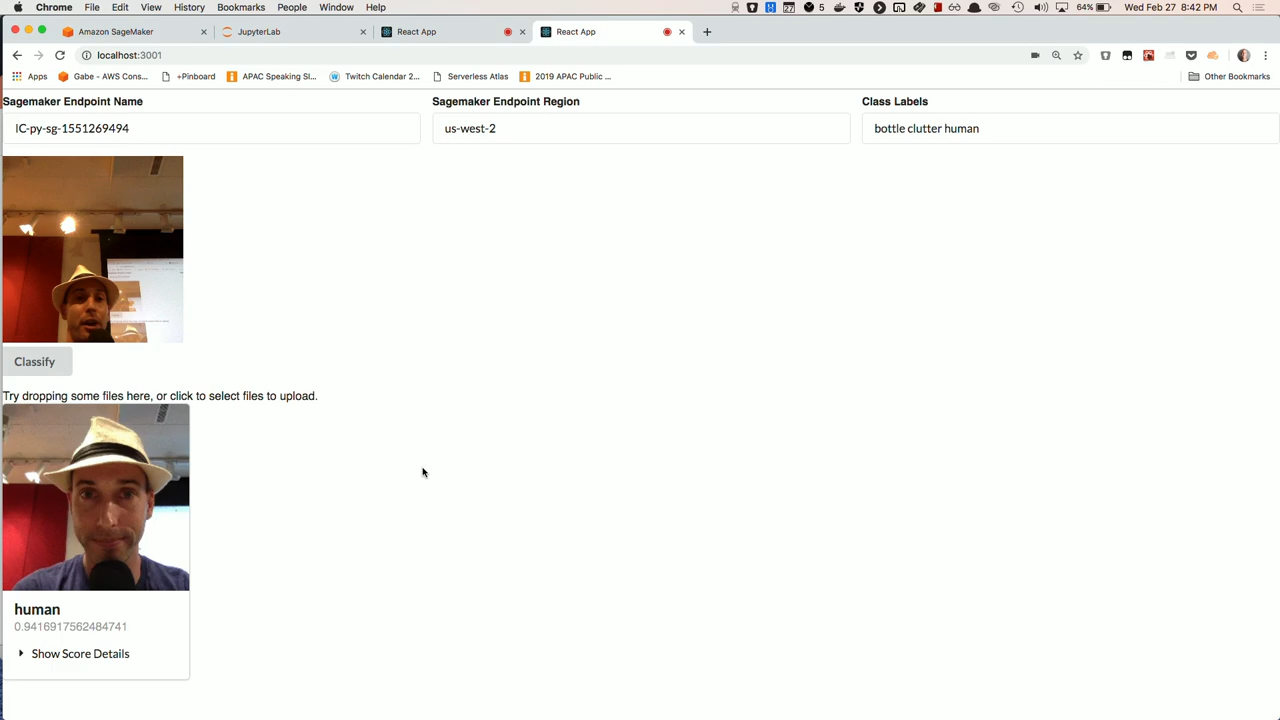 Chrome File Edit View History Bookmarks People Window Help 5 64% Wed Feb 27 8:42 PM
Amazon SageMaker JupyterLab React App React App
localhost:3001
Apps Gabe - AWS Cons... +Pinboard APAC Speaking Sl... Twitch Calendar 2... Serverless Atlas 2019 APAC Public ... Other Bookmarks
Sagemaker Endpoint Name Sagemaker Endpoint Region Class Labels
IC-py-sg-1551269494 us-west-2 bottle clutter human
Classify
Try dropping some files here, or click to select files to upload.
human
0.9416917562484741
Show Score Details